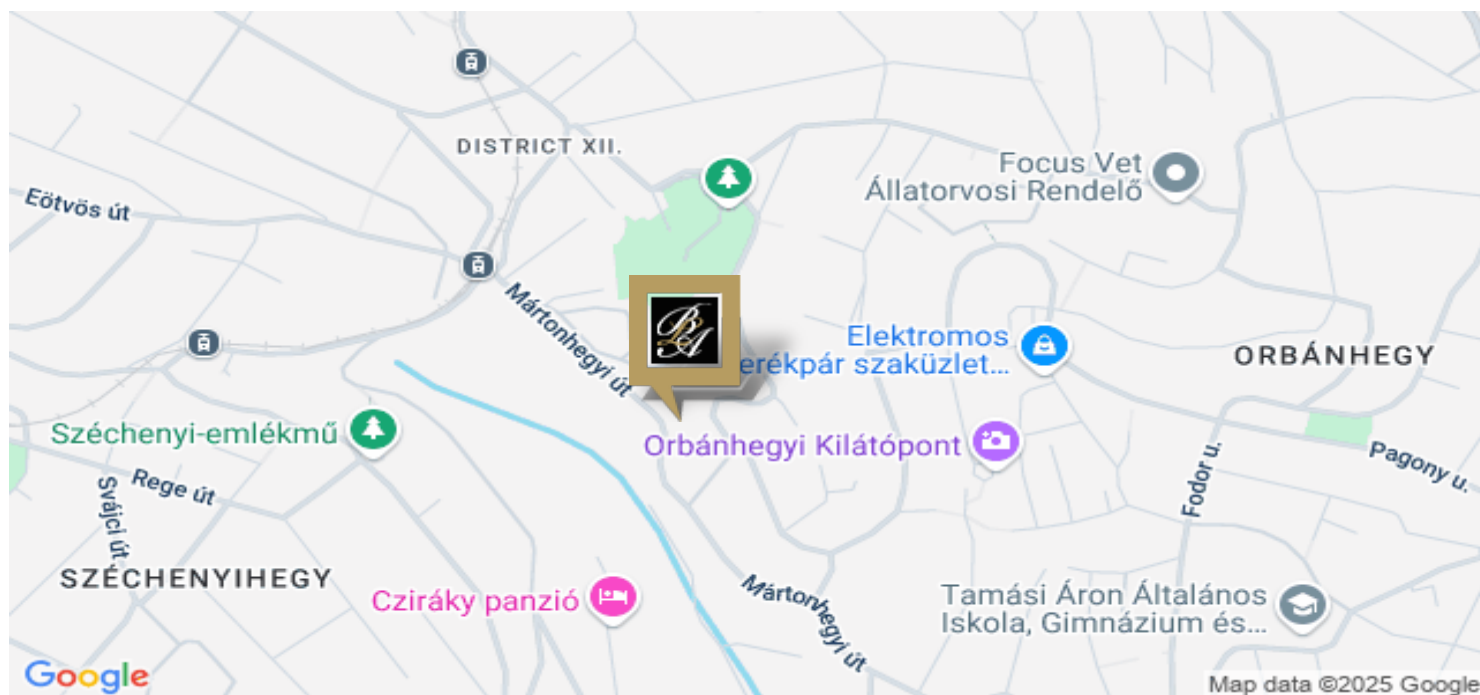 DISTRICT XII.
Focus Vet
Állatorvosi Rendelő
Eötvös út
Mártonhegyi út
Elektromos
erékpár szaküzlet...
ORBÁNHEGY
Széchenyi-emlékmű
Orbánhegyi Kilátópont
Rege út
Svájci út
Fodor u.
Pagony u.
SZÉCHENYIHEGY
Cziráky panzió
Mártonhegyi út
Tamási Áron Általános
Iskola, Gimnázium és...
Google
Map data ©2025 Google